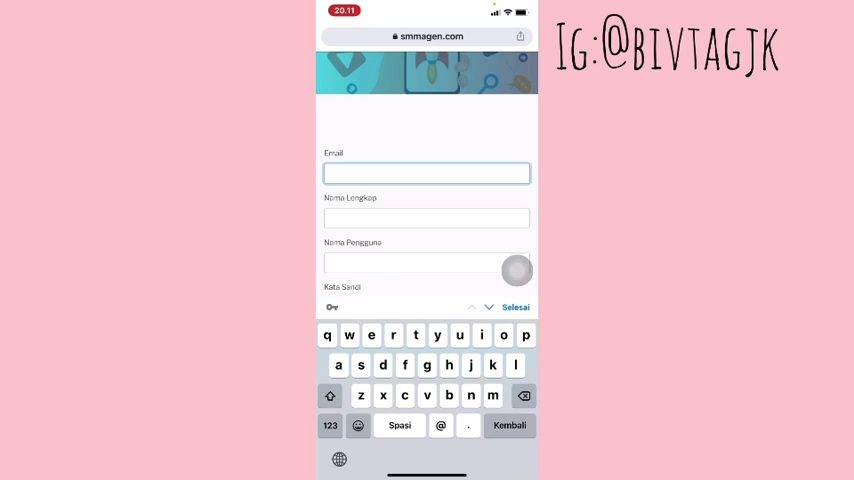 20.11
smmagen.com
Ig:@BIVTAGJK
Email
Nama Lengkap
Nama Pengguna
Kata Sandi
Selesai
q w e r t y u i o p
a s d f g h j k l
z x c v b n m
123 Spasi @ . Kembali